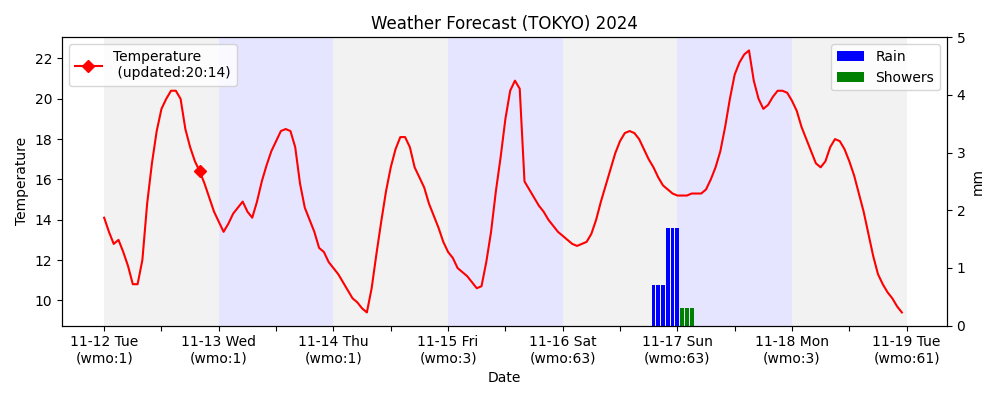 Weather Forecast (TOKYO) 2024
Temperature
(updated:20:14)
Rain
Showers
Temperature
22
20
18
16
14
12
10
5
4
3
2
1
0
mm
11-12 Tue
(wmo:1)
11-13 Wed
(wmo:1)
11-14 Thu
(wmo:1)
11-15 Fri
(wmo:3)
11-16 Sat
(wmo:63)
11-17 Sun
(wmo:63)
11-18 Mon
(wmo:3)
11-19 Tue
(wmo:61)
Date